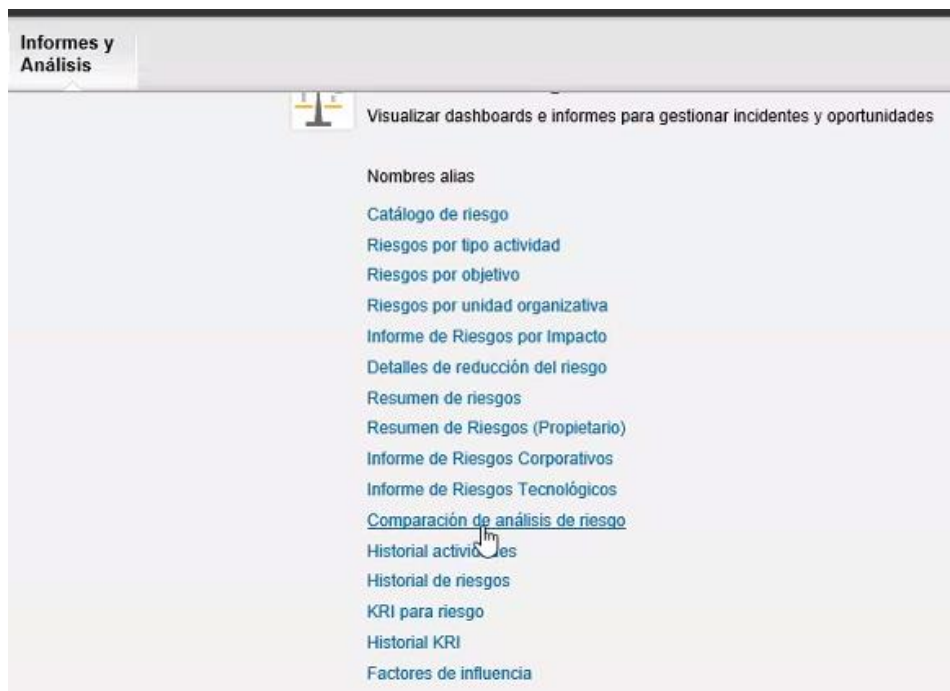 Informes y
Análisis
Visualizar dashboards e informes para gestionar incidentes y oportunidades
Nombres alias
Catálogo de riesgo
Riesgos por tipo actividad
Riesgos por objetivo
Riesgos por unidad organizativa
Informe de Riesgos por Impacto
Detalles de reducción del riesgo
Resumen de riesgos
Resumen de Riesgos (Propietario)
Informe de Riesgos Corporativos
Informe de Riesgos Tecnológicos
Comparación de análisis de riesgo
Historial actividades
Historial de riesgos
KRI para riesgo
Historial KRI
Factores de influencia